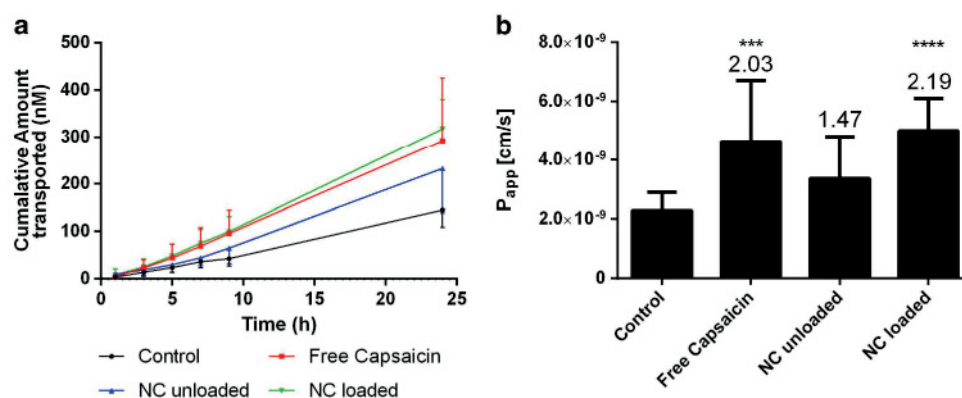 a
Cumalative Amount
transported (nM)
500
400
300
200
100
0
0 5 10 15 20 25
Time (h)
Control
Free Capsaicin
NC unloaded
NC loaded
b
Papp [cm/s]
8.0×10-9
6.0×10-9
4.0×10-9
2.0×10-9
0
***
2.03
1.47
****
2.19
Control
Free Capsaicin
NC unloaded
NC loaded